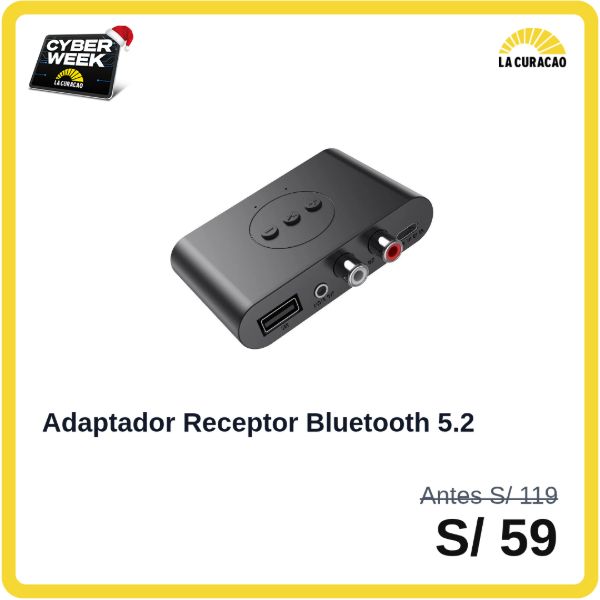 CYBER
WEEK
LA CURACAO
LA CURACAO
Adaptador Receptor Bluetooth 5.2
Antes S/ 119
S/ 59